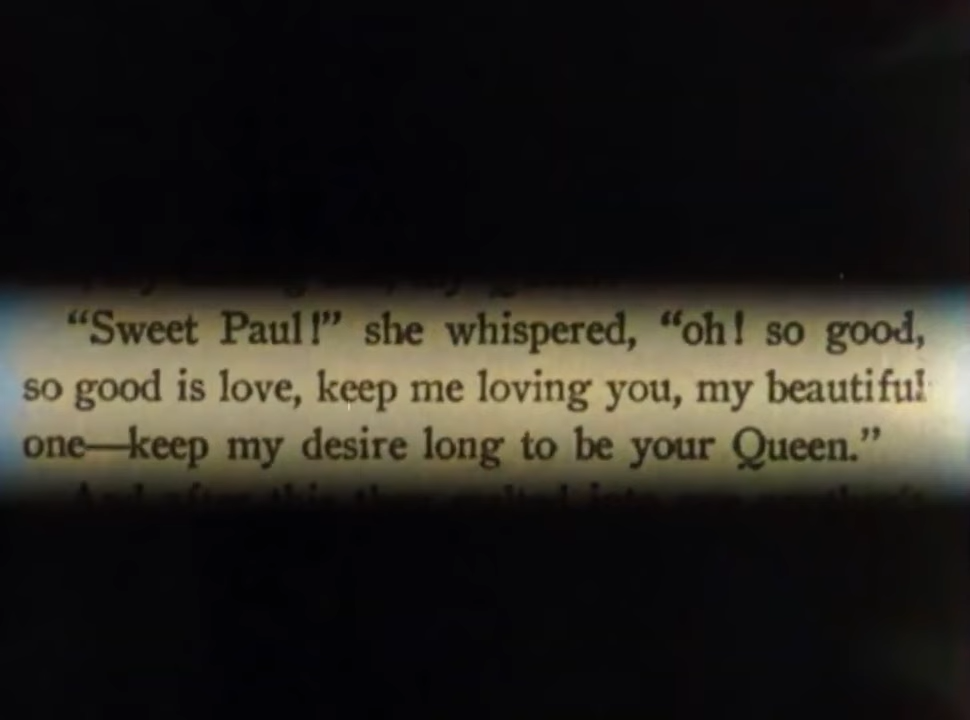 “Sweet Paul!” she whispered, “oh! so good,
so good is love, keep me loving you, my beautiful
one—keep my desire long to be your Queen.”